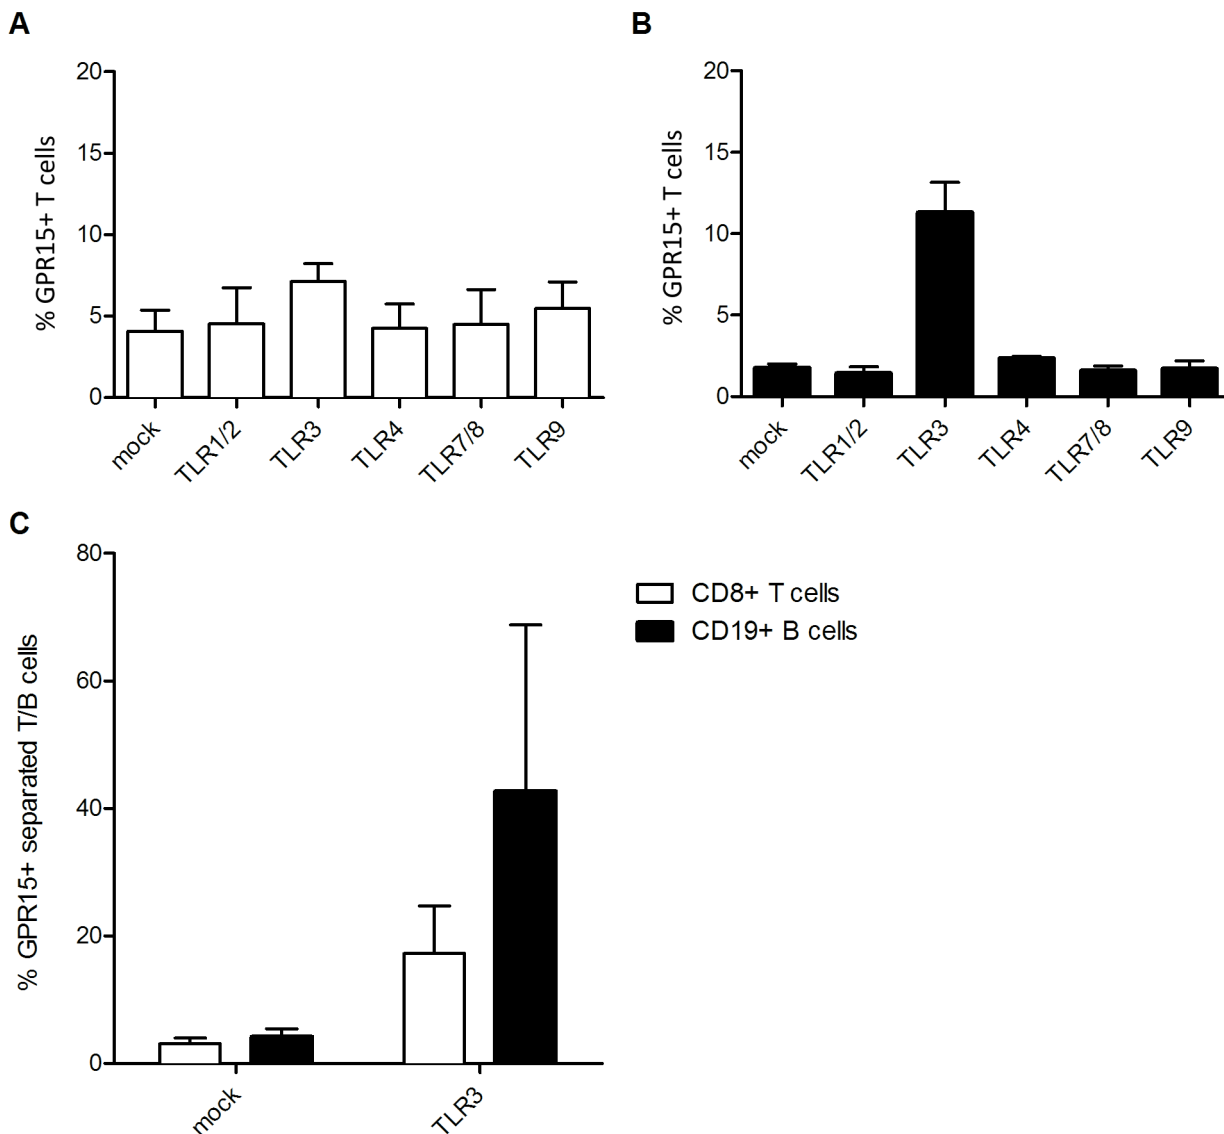 A
% GPR15+ T cells
20
15
10
5
0
mock
TLR1/2
TLR3
TLR4
TLR7/8
TLR9
B
% GPR15+ T cells
20
15
10
5
0
mock
TLR1/2
TLR3
TLR4
TLR7/8
TLR9
C
% GPR15+ separated T/B cells
80
60
40
20
0
mock
TLR3
CD8+ T cells
CD19+ B cells